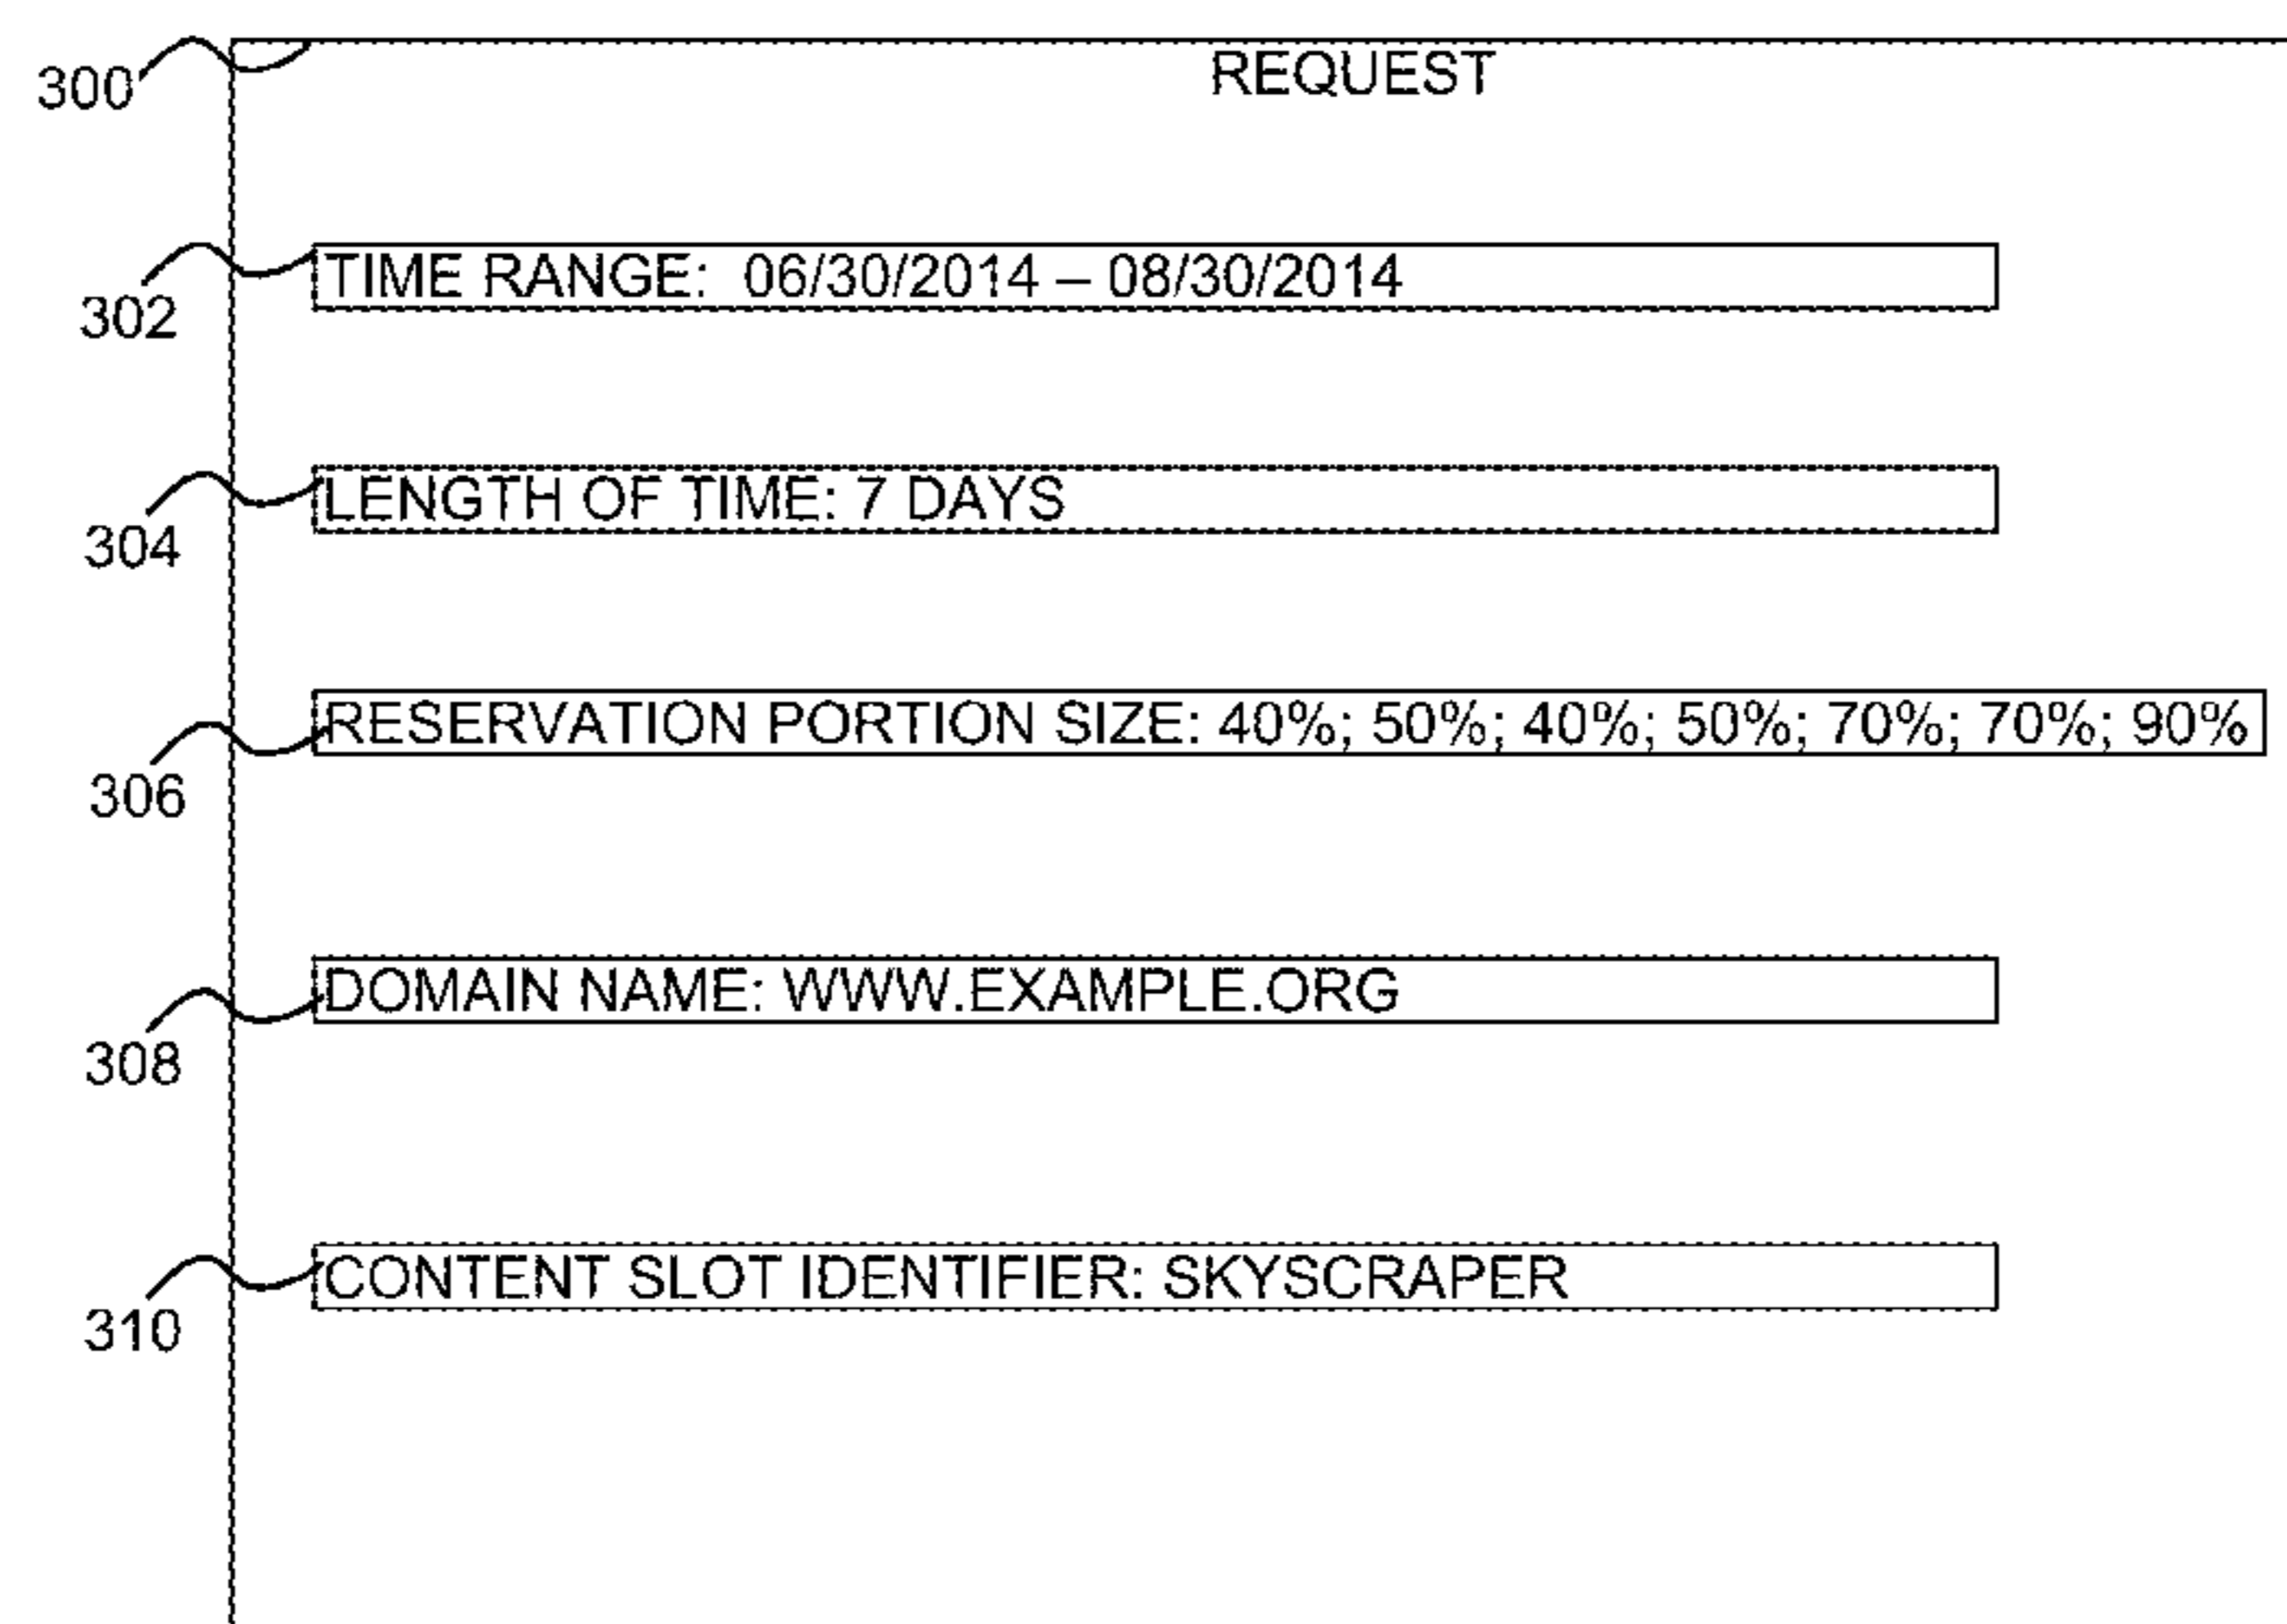 300
REQUEST
302
TIME RANGE: 06/30/2014 – 08/30/2014
304
LENGTH OF TIME: 7 DAYS
306
RESERVATION PORTION SIZE: 40%; 50%; 40%; 50%; 70%; 70%; 90%
308
DOMAIN NAME: WWW.EXAMPLE.ORG
310
CONTENT SLOT IDENTIFIER: SKYSCRAPER